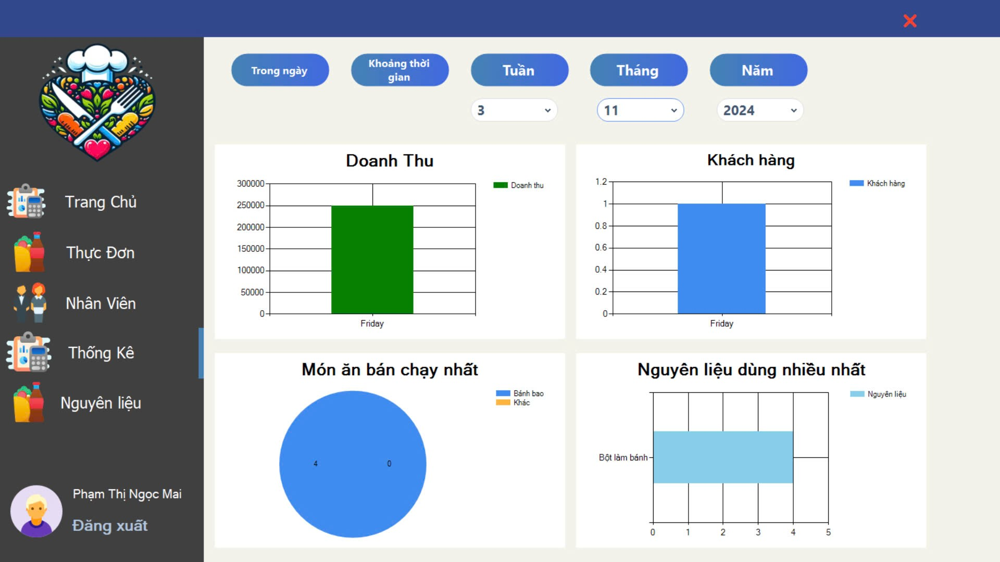 Trong ngày
Khoảng thời
gian
Tuần
Tháng
Năm
3
11
2024
Trang Chủ
Thực Đơn
Nhân Viên
Thống Kê
Nguyên liệu
Phạm Thị Ngọc Mai
Đăng xuất
Doanh Thu
Doanh thu
300000
250000
200000
150000
100000
50000
0
Friday
Khách hàng
Khách hàng
1.2
1
0.8
0.6
0.4
0.2
0
Friday
Món ăn bán chạy nhất
Bánh bao
Khác
4
0
Nguyên liệu dùng nhiều nhất
Nguyên liệu
Bột làm bánh
0 1 2 3 4 5